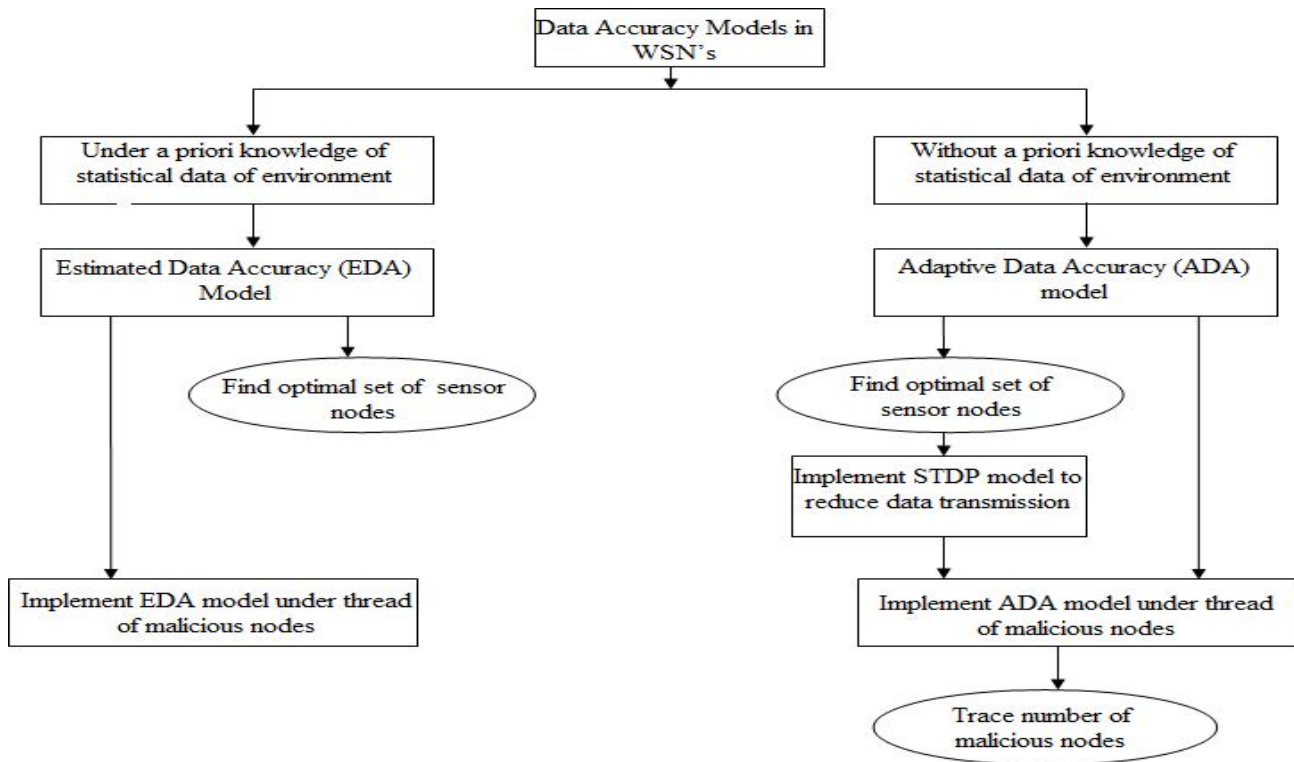 Data Accuracy Models in
WSN's
Under a priori knowledge of
statistical data of environment
Without a priori knowledge of
statistical data of environment
Estimated Data Accuracy (EDA)
Model
Adaptive Data Accuracy (ADA)
model
Find optimal set of sensor
nodes
Find optimal set of
sensor nodes
Implement STDP model to
reduce data transmission
Implement EDA model under thread
of malicious nodes
Implement ADA model under thread
of malicious nodes
Trace number of
malicious nodes